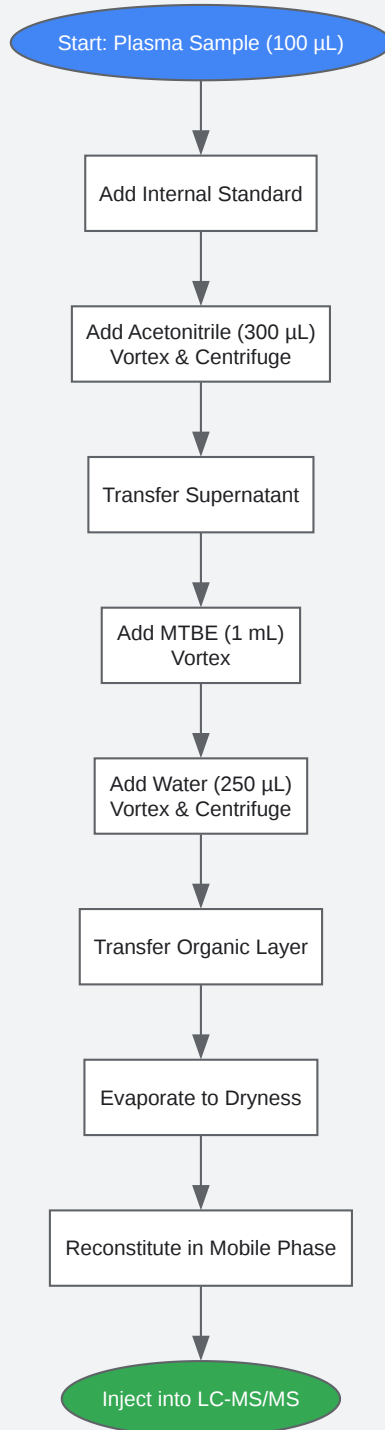 Start: Plasma Sample (100 µL)
Add Internal Standard
Add Acetonitrile (300 µL)
Vortex & Centrifuge
Transfer Supernatant
Add MTBE (1 mL)
Vortex
Add Water (250 µL)
Vortex & Centrifuge
Transfer Organic Layer
Evaporate to Dryness
Reconstitute in Mobile Phase
Inject into LC-MS/MS